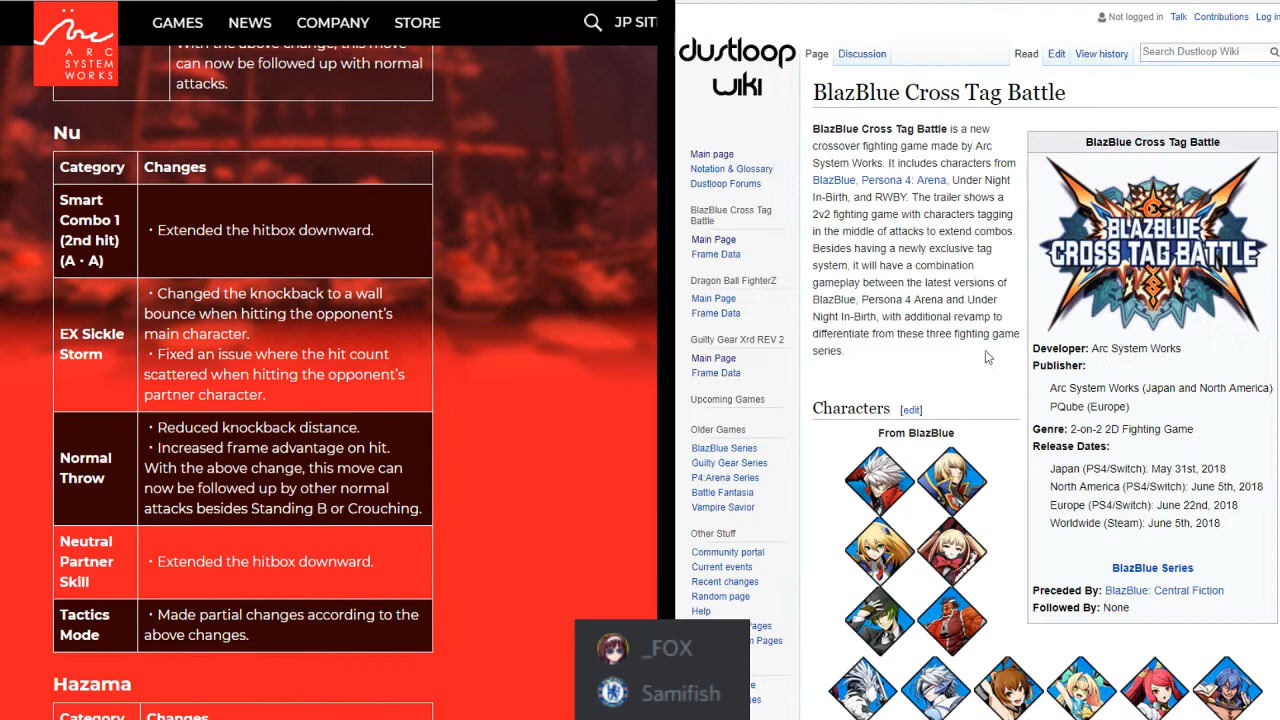 GAMES NEWS COMPANY STORE JP SIT
ARC
SYSTEM
WORKS
With the above change, this move
can now be followed up with normal
attacks.
Nu
Category Changes
Smart
Combo 1
(2nd hit)
(A・A)
・Extended the hitbox downward.
EX Sickle
Storm
・Changed the knockback to a wall
bounce when hitting the opponent's
main character.
・Fixed an issue where the hit count
scattered when hitting the opponent's
partner character.
Normal
Throw
・Reduced knockback distance.
・Increased frame advantage on hit.
With the above change, this move can
now be followed up by other normal
attacks besides Standing B or Crouching.
Neutral
Partner
Skill
・Extended the hitbox downward.
Tactics
Mode
・Made partial changes according to the
above changes.
Hazama
Category Changes
Not logged in Talk Contributions Log in
dustloop
wiki
Page Discussion Read Edit View history Search Dustloop Wiki
Main page
Notation & Glossary
Dustloop Forums
BlazBlue Cross Tag
Battle
Main Page
Frame Data
Dragon Ball FighterZ
Main Page
Frame Data
Guilty Gear Xrd REV 2
Main Page
Frame Data
Upcoming Games
Older Games
BlazBlue Series
Guilty Gear Series
P4:Arena Series
Battle Fantasia
Vampire Savior
Other Stuff
Community portal
Current events
Recent changes
Random page
Help
Pages
Pages
BlazBlue Cross Tag Battle
BlazBlue Cross Tag Battle is a new
crossover fighting game made by Arc
System Works. It includes characters from
BlazBlue, Persona 4: Arena, Under Night
In-Birth, and RWBY. The trailer shows a
2v2 fighting game with characters tagging
in the middle of attacks to extend combos.
Besides having a newly exclusive tag
system, it will have a combination
gameplay between the latest versions of
BlazBlue, Persona 4 Arena and Under
Night In-Birth, with additional revamp to
differentiate from these three fighting game
series.
Characters [edit]
From BlazBlue
BlazBlue Cross Tag Battle
BLAZBLUE
CROSS TAG BATTLE
Developer: Arc System Works
Publisher:
Arc System Works (Japan and North America)
PQube (Europe)
Genre: 2-on-2 2D Fighting Game
Release Dates:
Japan (PS4/Switch): May 31st, 2018
North America (PS4/Switch): June 5th, 2018
Europe (PS4/Switch): June 22nd, 2018
Worldwide (Steam): June 5th, 2018
BlazBlue Series
Preceded By: BlazBlue: Central Fiction
Followed By: None
_FOX
Samifish